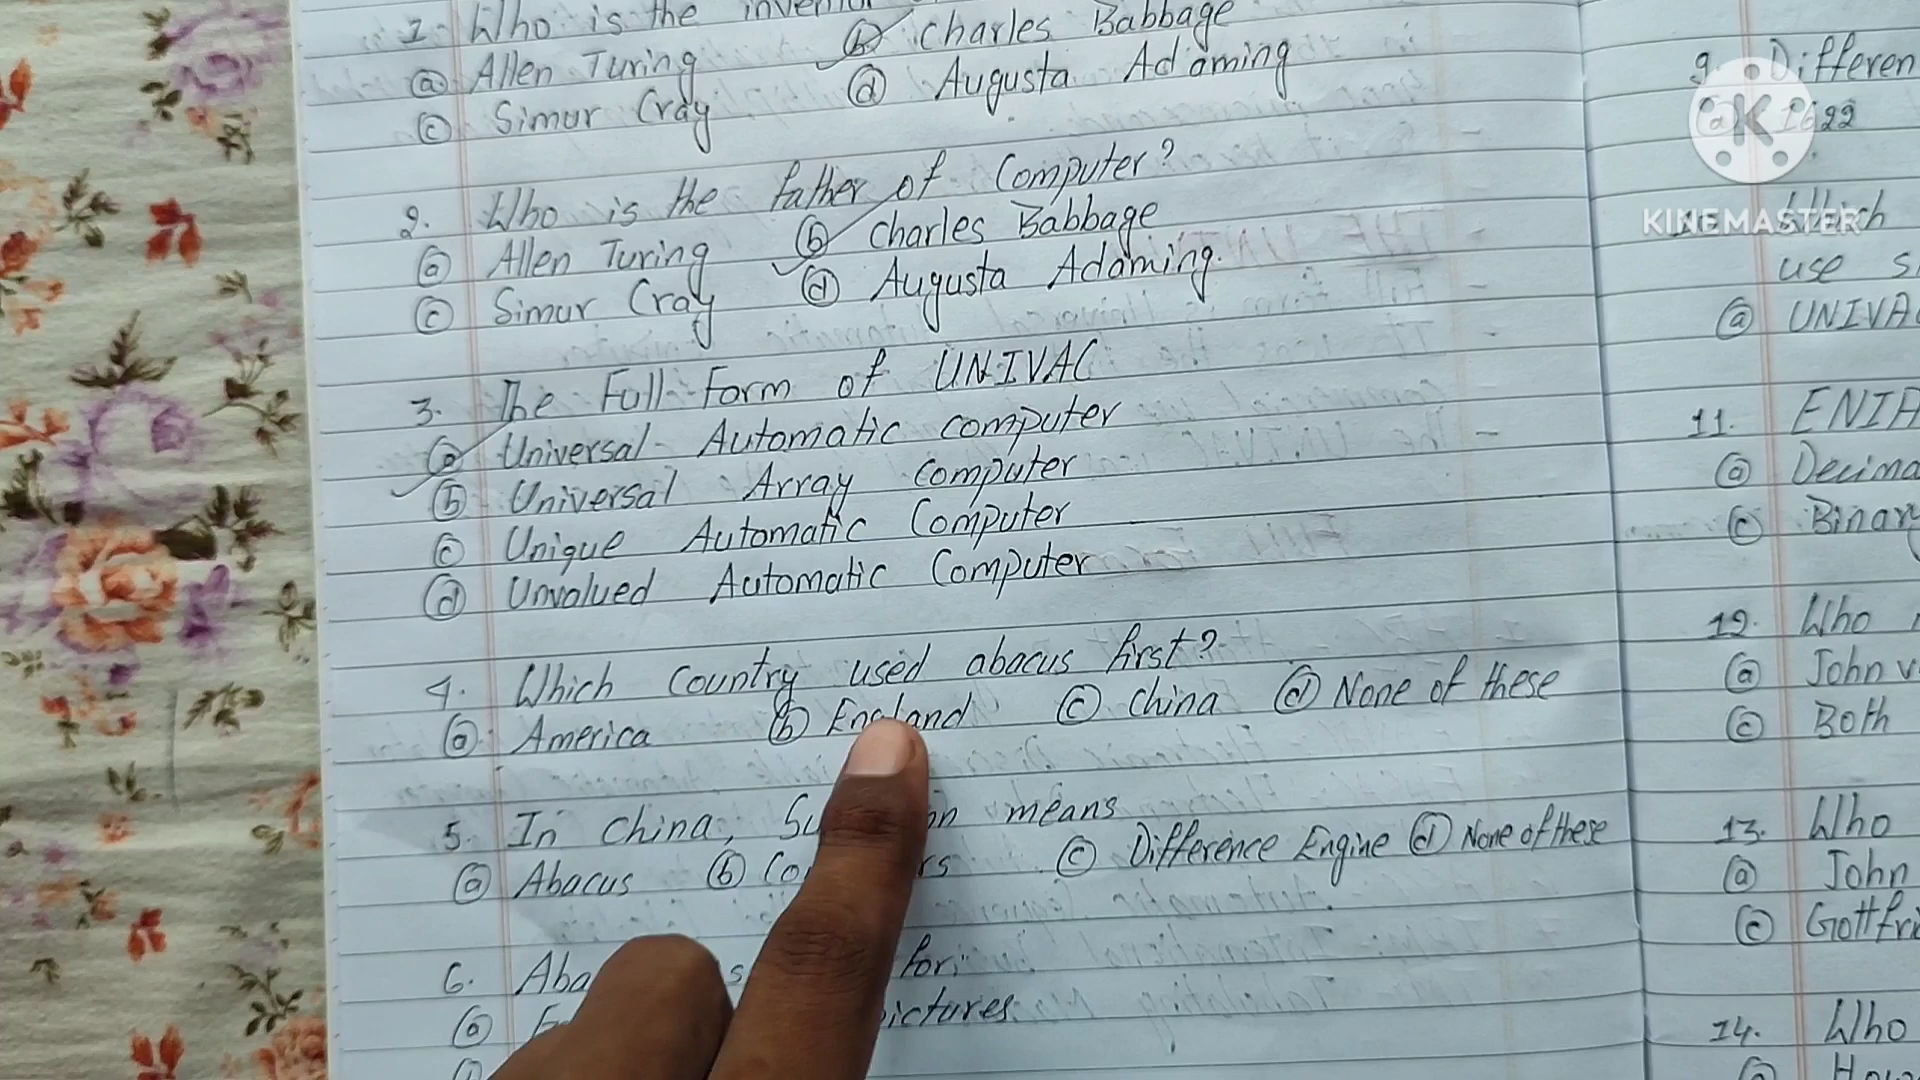 1. Who is the
ⓐ Allen Turing ⓑ Charles Babbage
ⓒ Simur Cray ⓓ Augusta Adaming
2. Who is the father of Computer?
ⓐ Allen Turing ⓑ Charles Babbage
ⓒ Simur Cray ⓓ Augusta Adaming.
3. The Full Form of UNIVAC
ⓐ Universal Automatic computer
ⓑ Universal Array Computer
ⓒ Unique Automatic Computer
ⓓ Unvalued Automatic Computer
4. Which Country used abacus first?
ⓐ America ⓑ England ⓒ China ⓓ None of these
5. In China, means
ⓐ Abacus ⓑ ⓒ Difference Engine ⓓ None of these
6. for
ⓐ pictures
9. Differen
ⓐ 1622
Which
use
ⓐ UNIVA
11. ENIA
ⓐ Decima
ⓒ Binary
12. Who
ⓐ John
ⓒ Both
13. Who
ⓐ John
ⓒ Gottfri
14. Who
KINEMASTER